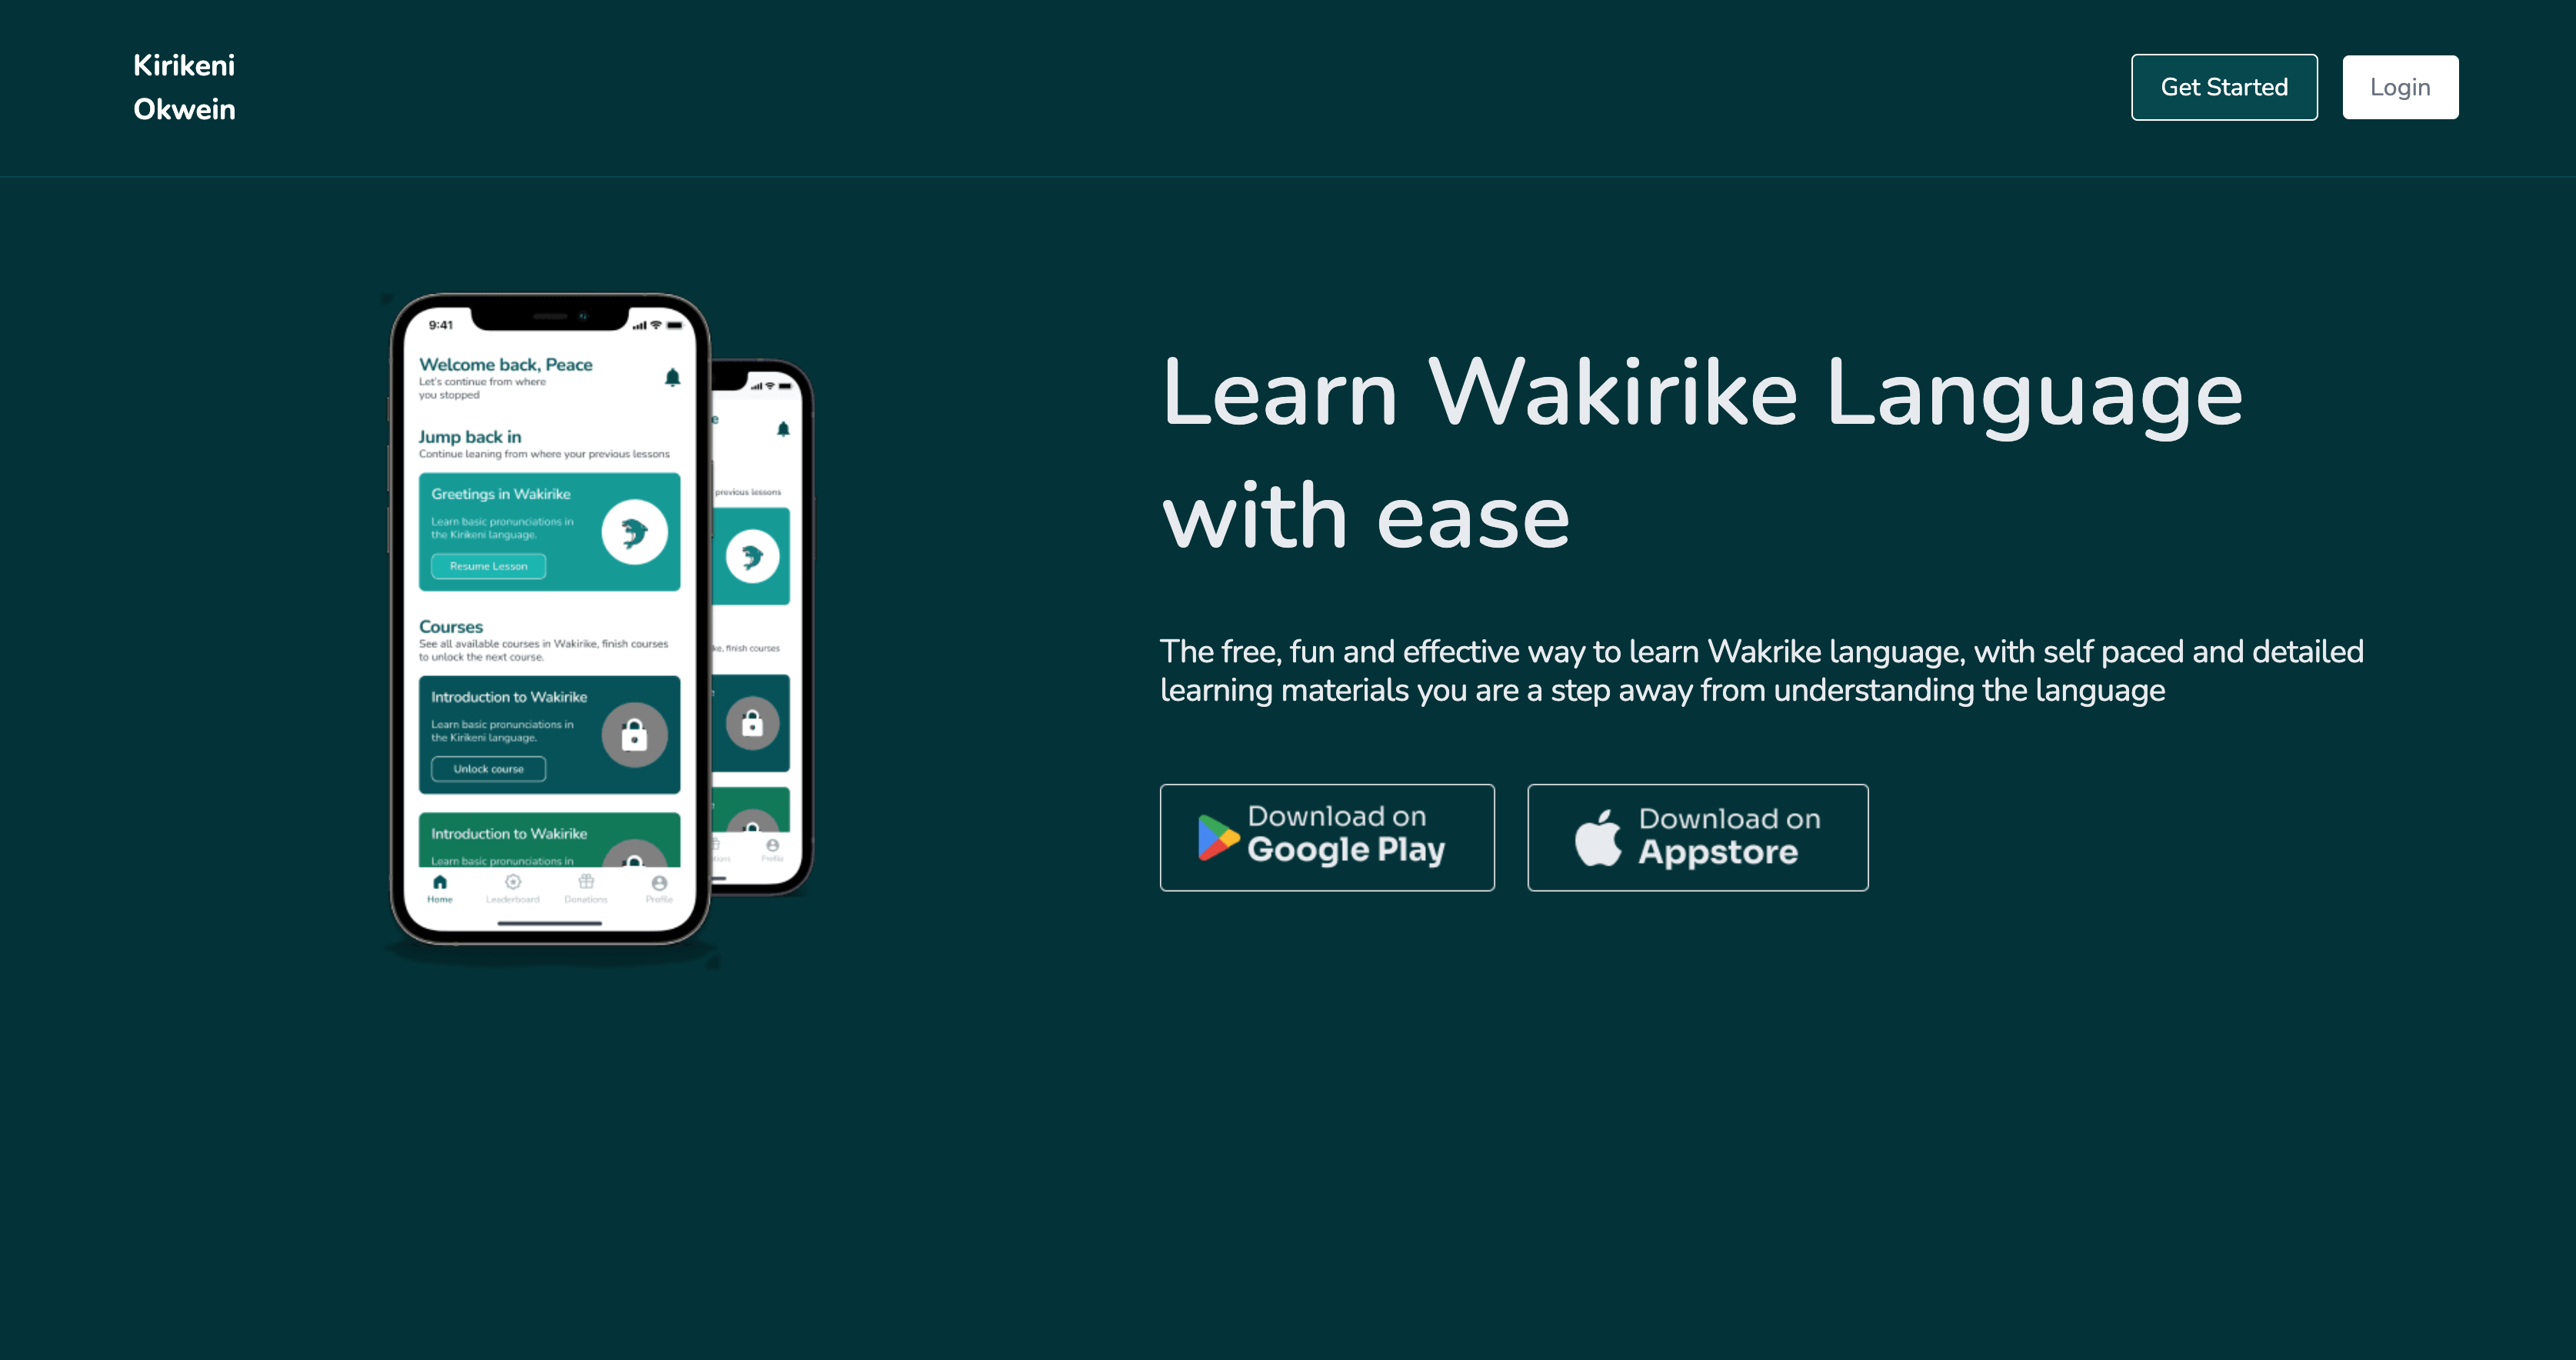 Kirikeni
Okwein
Get Started
Login
9:41
Welcome back, Peace
Let's continue from where
you stopped
Jump back in
Continue leaning from where your previous lessons
Greetings in Wakirike
Learn basic pronunciations in
the Kirikeni language.
Resume Lesson
Courses
See all available courses in Wakirike, finish courses
to unlock the next course.
Introduction to Wakirike
Learn basic pronunciations in
the Kirikeni language.
Unlock course
Introduction to Wakirike
Learn basic pronunciations in
Home
Leaderboard
Donations
Profile
previous lessons
finish courses
Profile
Learn Wakirike Language
with ease
The free, fun and effective way to learn Wakrike language, with self paced and detailed
learning materials you are a step away from understanding the language
Download on
Google Play
Download on
Appstore